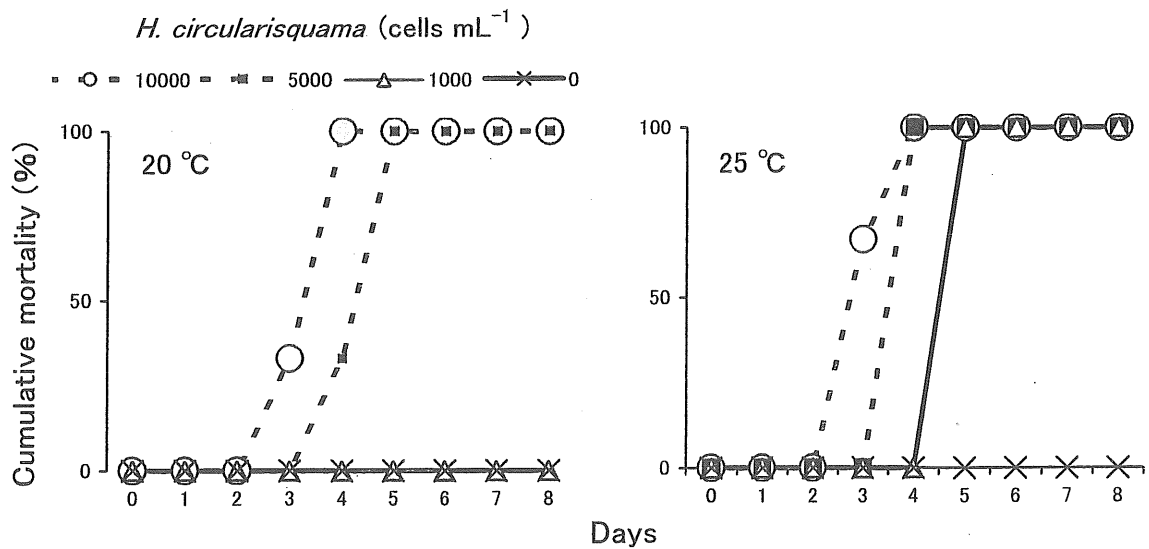 H. circularisquama (cells mL⁻¹ )
10000 5000 1000 0
Cumulative mortality (%)
100
50
0
20 ℃
0 1 2 3 4 5 6 7 8
100
50
0
25 ℃
0 1 2 3 4 5 6 7 8
Days